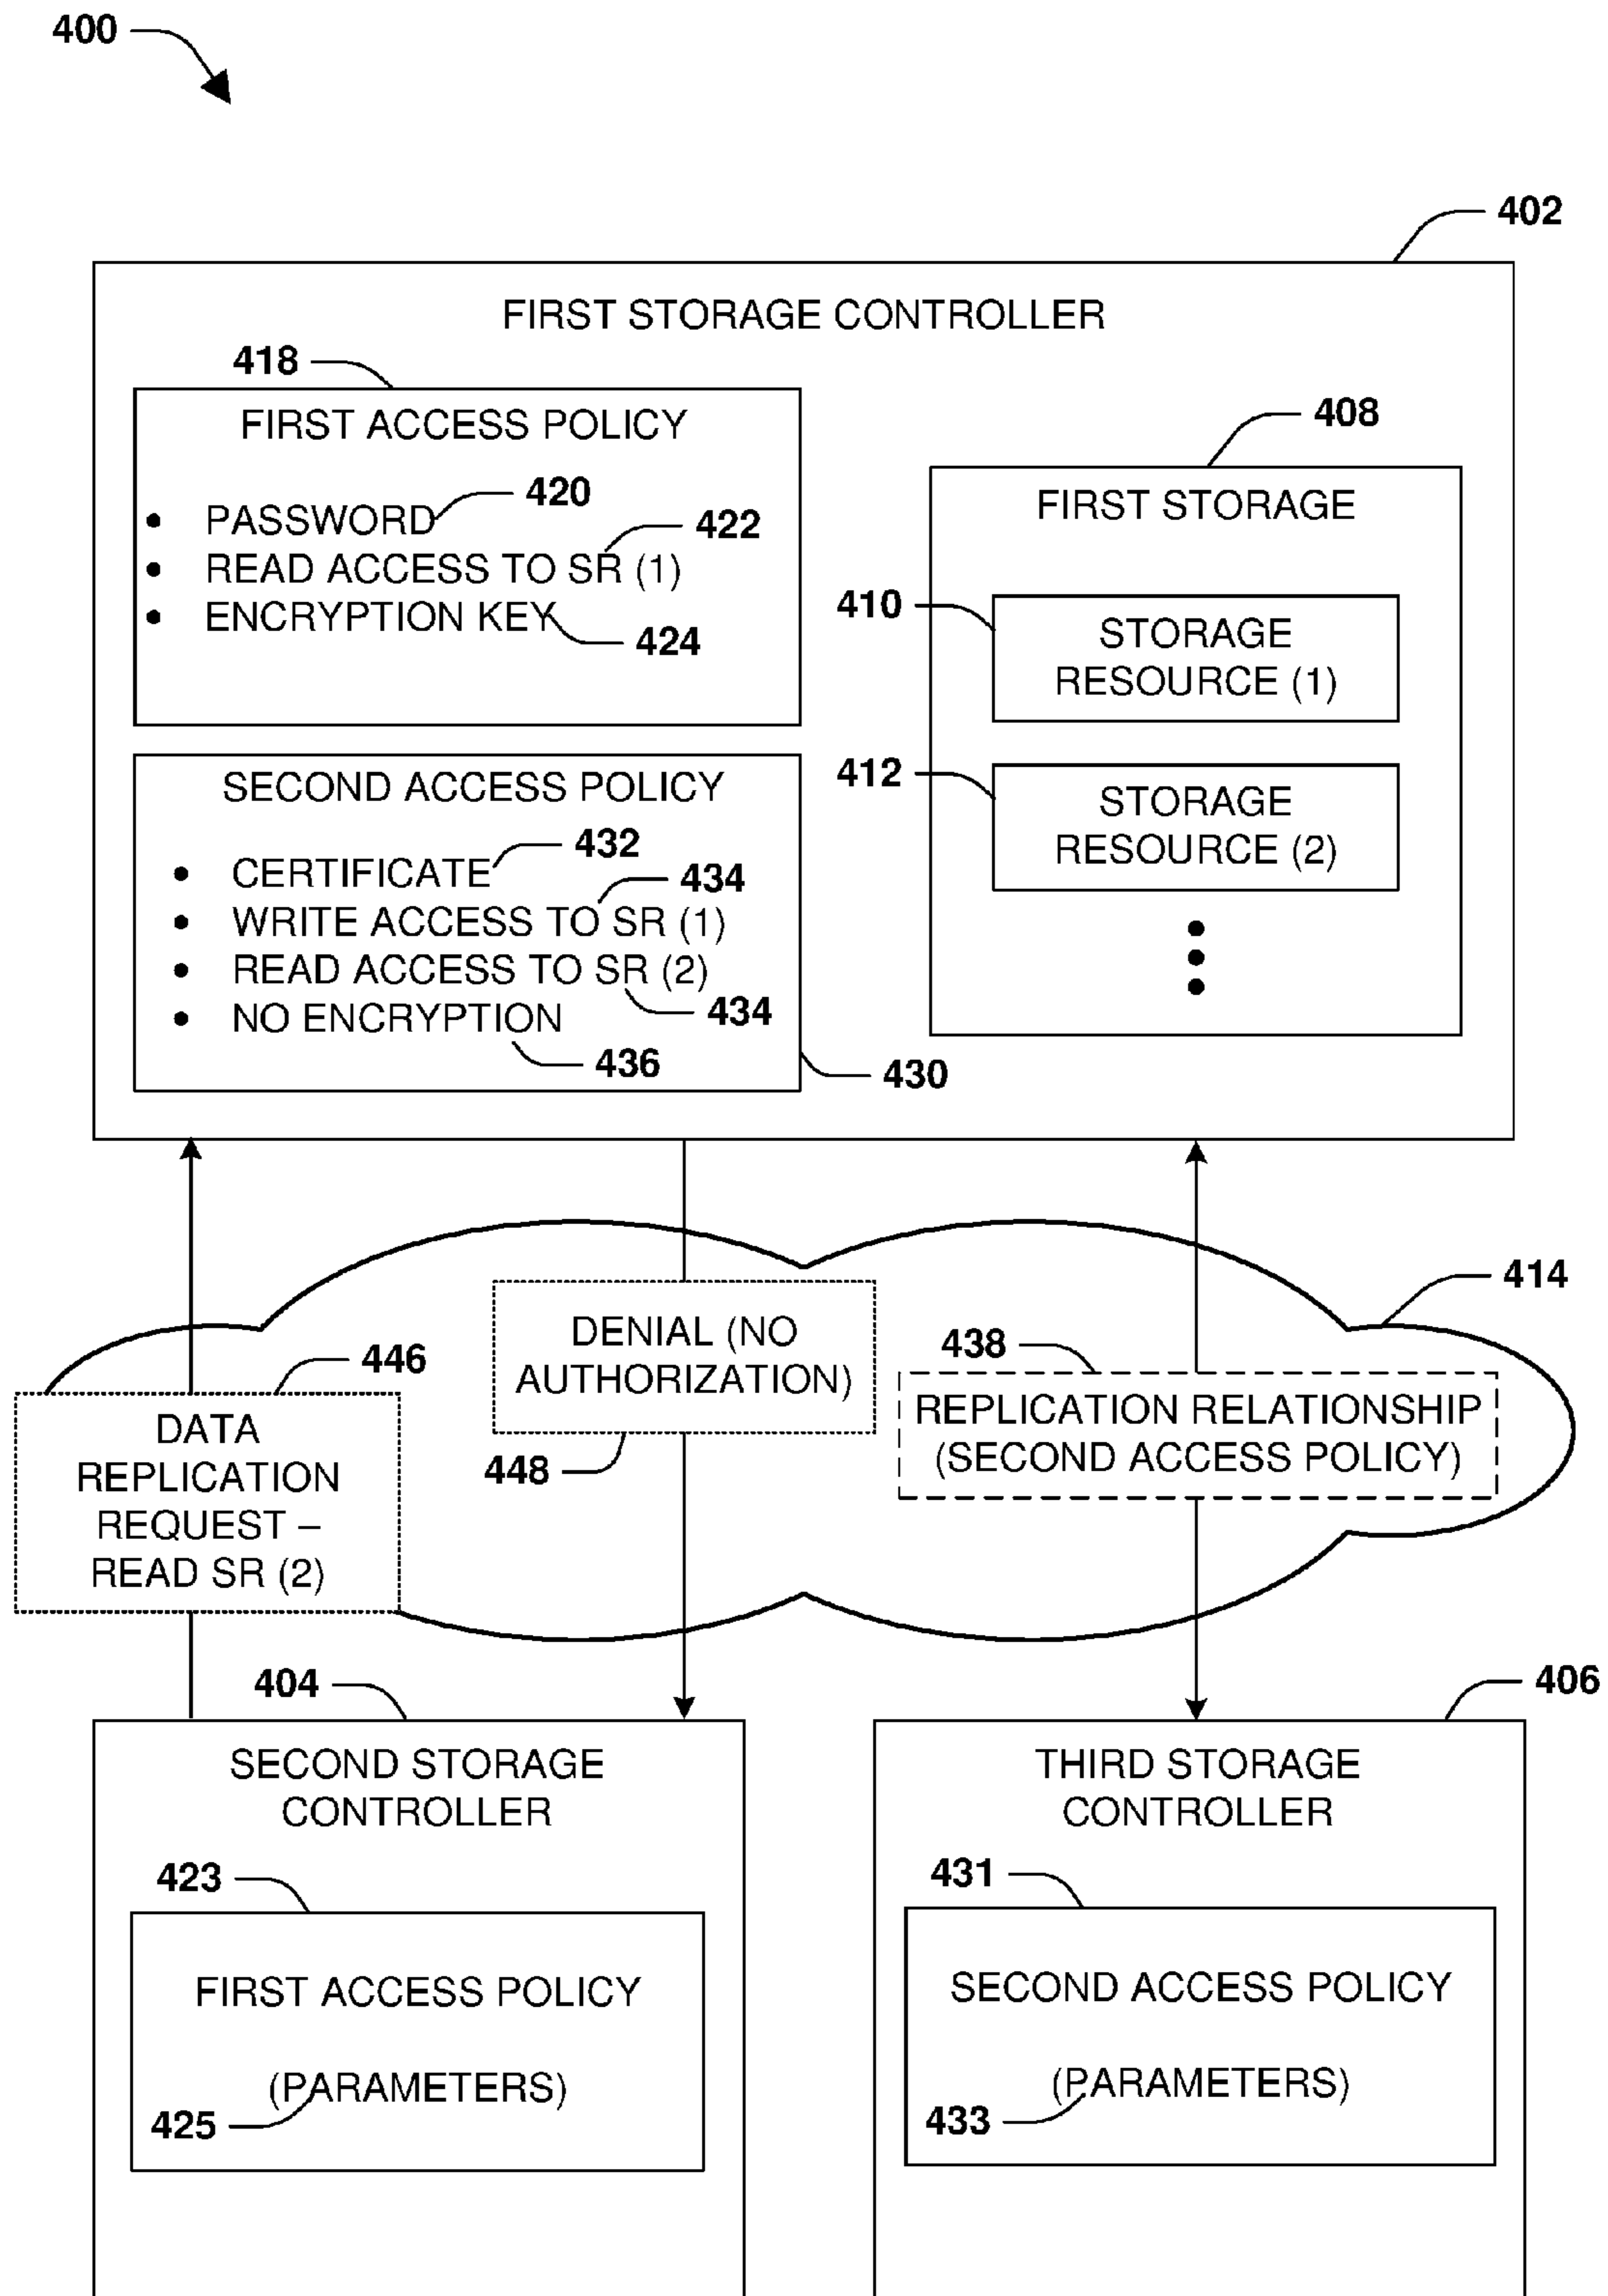 400
402
FIRST STORAGE CONTROLLER
418
FIRST ACCESS POLICY
• PASSWORD 420
• READ ACCESS TO SR (1) 422
• ENCRYPTION KEY 424
408
FIRST STORAGE
410
STORAGE
RESOURCE (1)
412
STORAGE
RESOURCE (2)
SECOND ACCESS POLICY
• CERTIFICATE 432
• WRITE ACCESS TO SR (1) 434
• READ ACCESS TO SR (2) 434
• NO ENCRYPTION 436
430
414
446
DATA
REPLICATION
REQUEST –
READ SR (2)
DENIAL (NO
AUTHORIZATION)
448
438
REPLICATION RELATIONSHIP
(SECOND ACCESS POLICY)
404
SECOND STORAGE
CONTROLLER
423
FIRST ACCESS POLICY
(PARAMETERS)
425
406
THIRD STORAGE
CONTROLLER
431
SECOND ACCESS POLICY
(PARAMETERS)
433